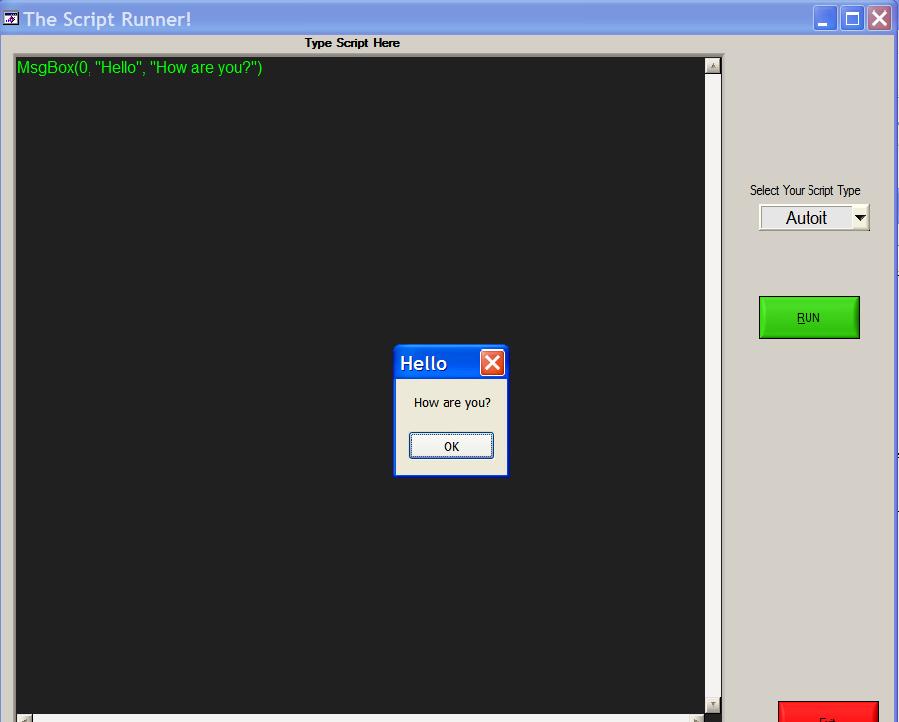 The Script Runner!
Type Script Here
MsgBox(0, "Hello", "How are you?")
Select Your Script Type
Autoit
RUN
Hello
How are you?
OK